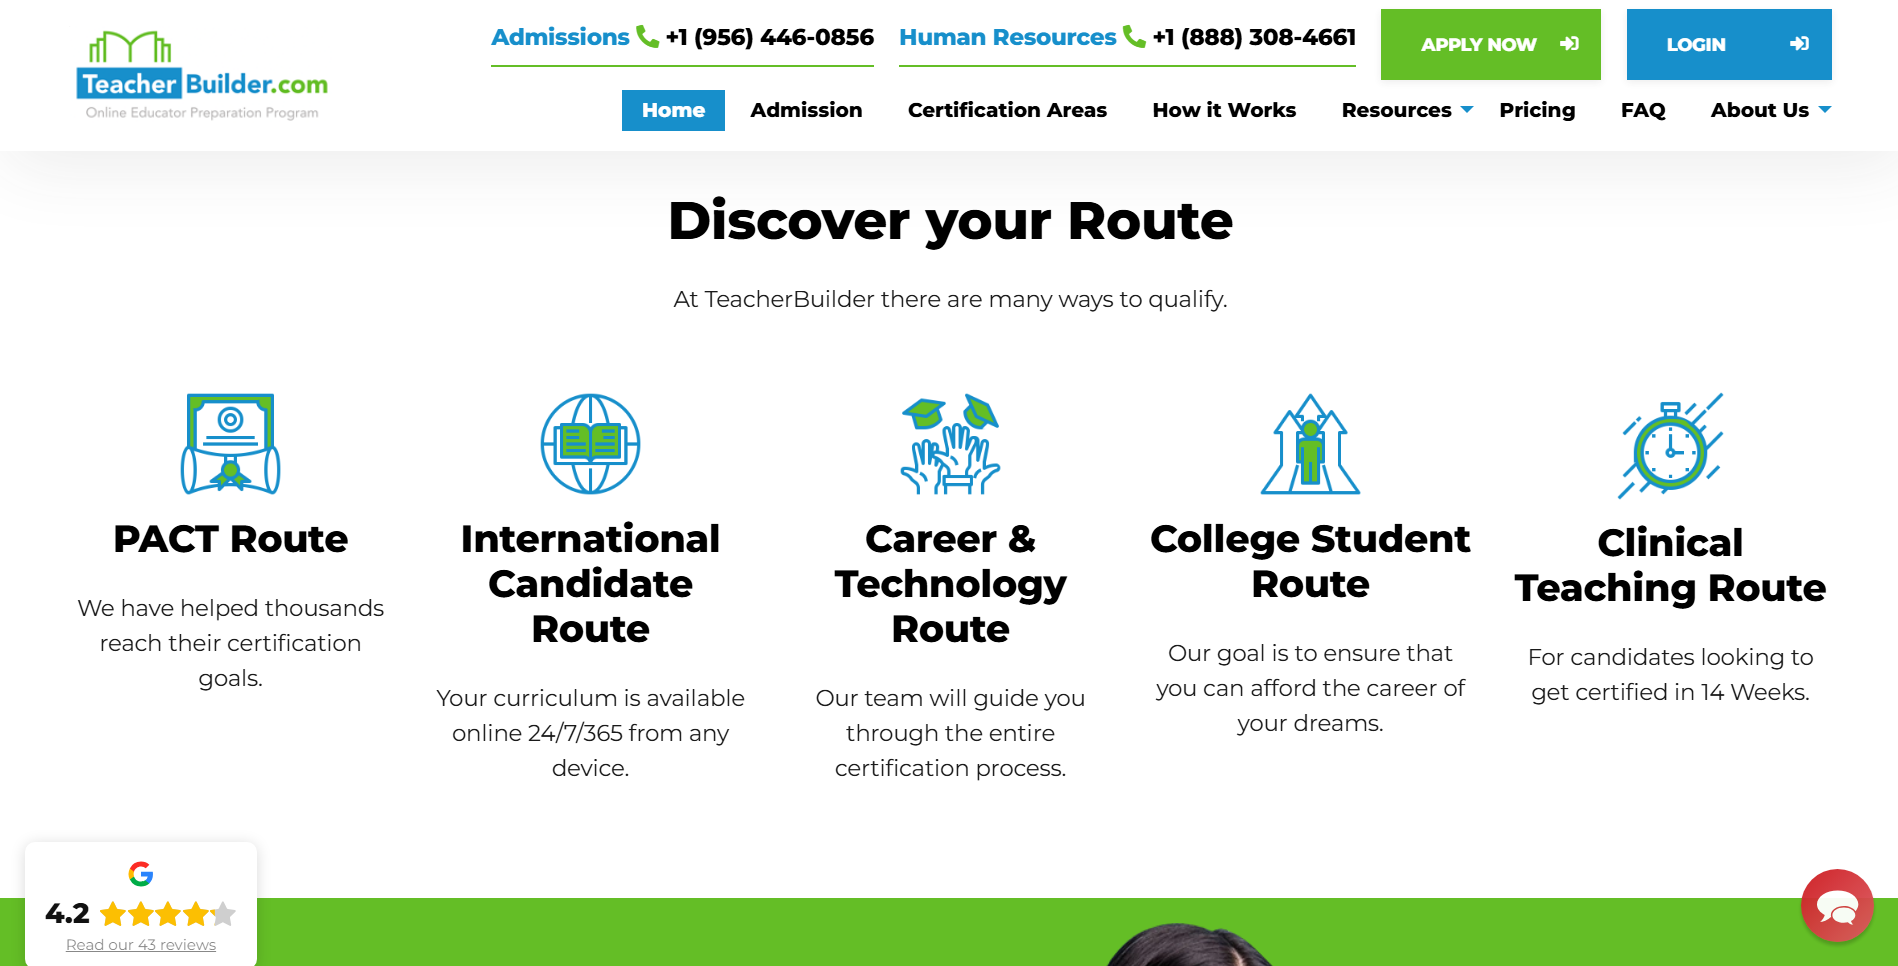 Teacher Builder.com
Online Educator Preparation Program
Admissions +1 (956) 446-0856
Human Resources +1 (888) 308-4661
APPLY NOW
LOGIN
Home
Admission
Certification Areas
How it Works
Resources
Pricing
FAQ
About Us
Discover your Route
At TeacherBuilder there are many ways to qualify.
PACT Route
We have helped thousands
reach their certification
goals.
International
Candidate
Route
Your curriculum is available
online 24/7/365 from any
device.
Career &
Technology
Route
Our team will guide you
through the entire
certification process.
College Student
Route
Our goal is to ensure that
you can afford the career of
your dreams.
Clinical
Teaching Route
For candidates looking to
get certified in 14 Weeks.
4.2
Read our 43 reviews